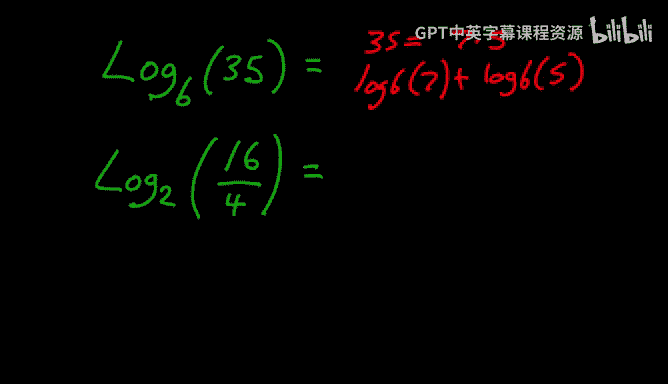 GPT中英字幕课程资源 bilibili
35 = 7 5
Log₆(35) = log6(7) + log6(5)
Log₂(16/4) =